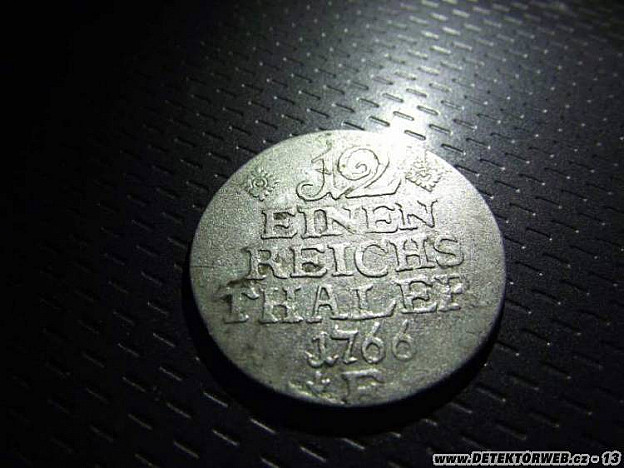 12
EINEN
REICHS
THALER
1766
F
www.DETEKTORWEB.cz - 13